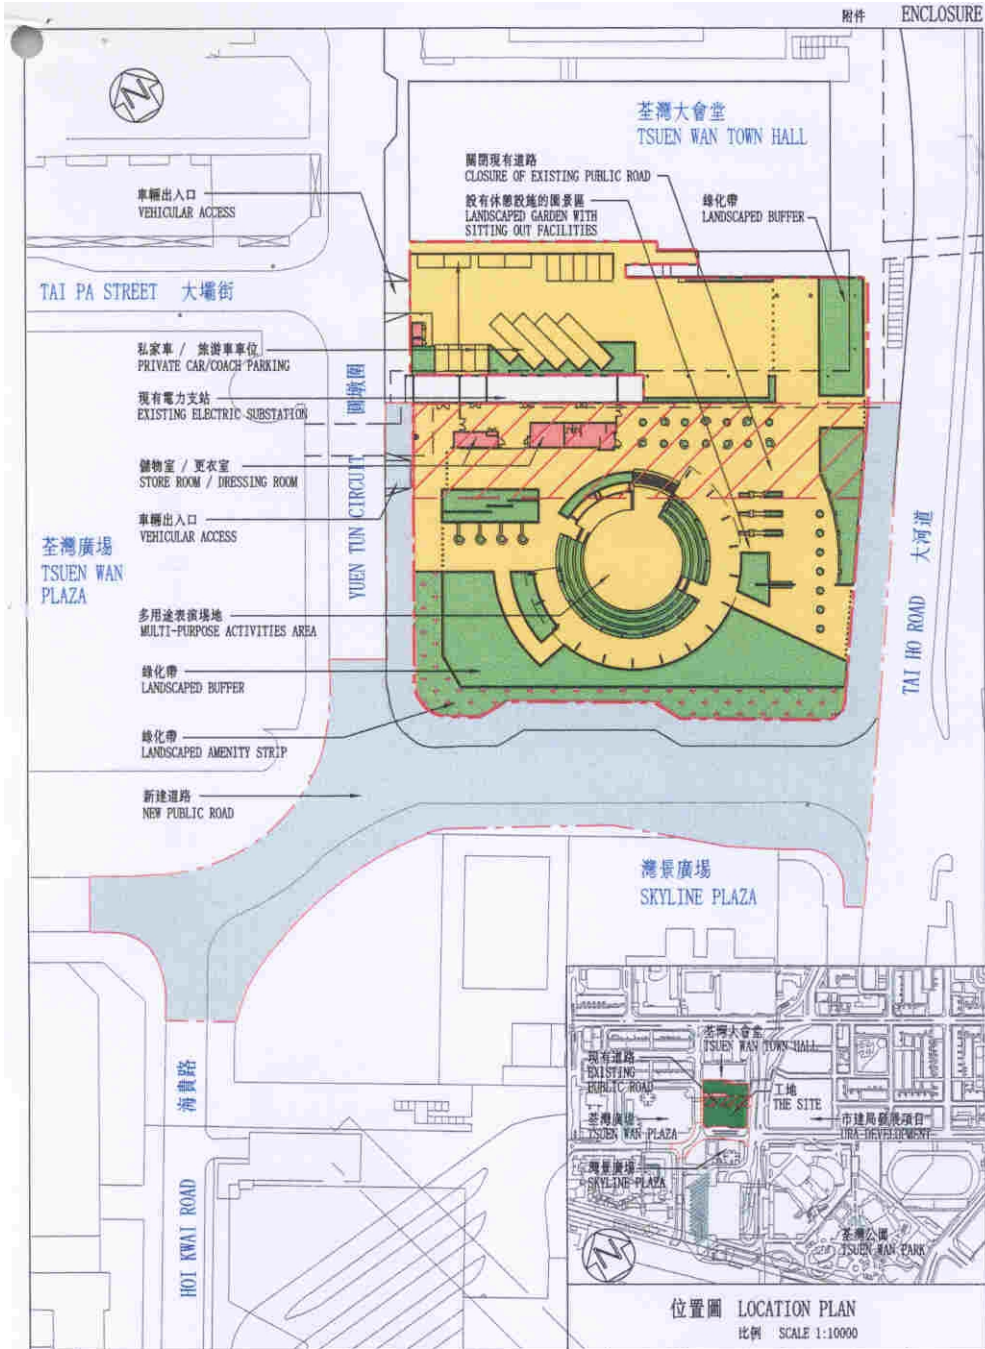 附件 ENCLOSURE
N
荃灣大會堂
TSUEN WAN TOWN HALL
關閉現有道路
CLOSURE OF EXISTING PUBLIC ROAD
設有休憩設施的園景區
LANDSCAPED GARDEN WITH
SITTING OUT FACILITIES
綠化帶
LANDSCAPED BUFFER
車輛出入口
VEHICULAR ACCESS
TAI PA STREET 大壩街
私家車 / 旅遊車車位
PRIVATE CAR/COACH PARKING
現有電力支站
EXISTING ELECTRIC SUBSTATION
儲物室 / 更衣室
STORE ROOM / DRESSING ROOM
車輛出入口
VEHICULAR ACCESS
YUEN TUN CIRCUIT 圓墩圍
荃灣廣場
TSUEN WAN
PLAZA
多用途表演場地
MULTI-PURPOSE ACTIVITIES AREA
綠化帶
LANDSCAPED BUFFER
綠化帶
LANDSCAPED AMENITY STRIP
新建道路
NEW PUBLIC ROAD
TAI HO ROAD 大河道
灣景廣場
SKYLINE PLAZA
HOI KWAI ROAD 海貴路
荃灣大會堂
TSUEN WAN TOWN HALL
現有道路
EXISTING
PUBLIC ROAD
工地
THE SITE
荃灣廣場
TSUEN WAN PLAZA
市建局發展項目
URA-DEVELOPMENT
灣景廣場
SKYLINE PLAZA
荃灣公園
TSUEN WAN PARK
N
位置圖 LOCATION PLAN
比例 SCALE 1:10000